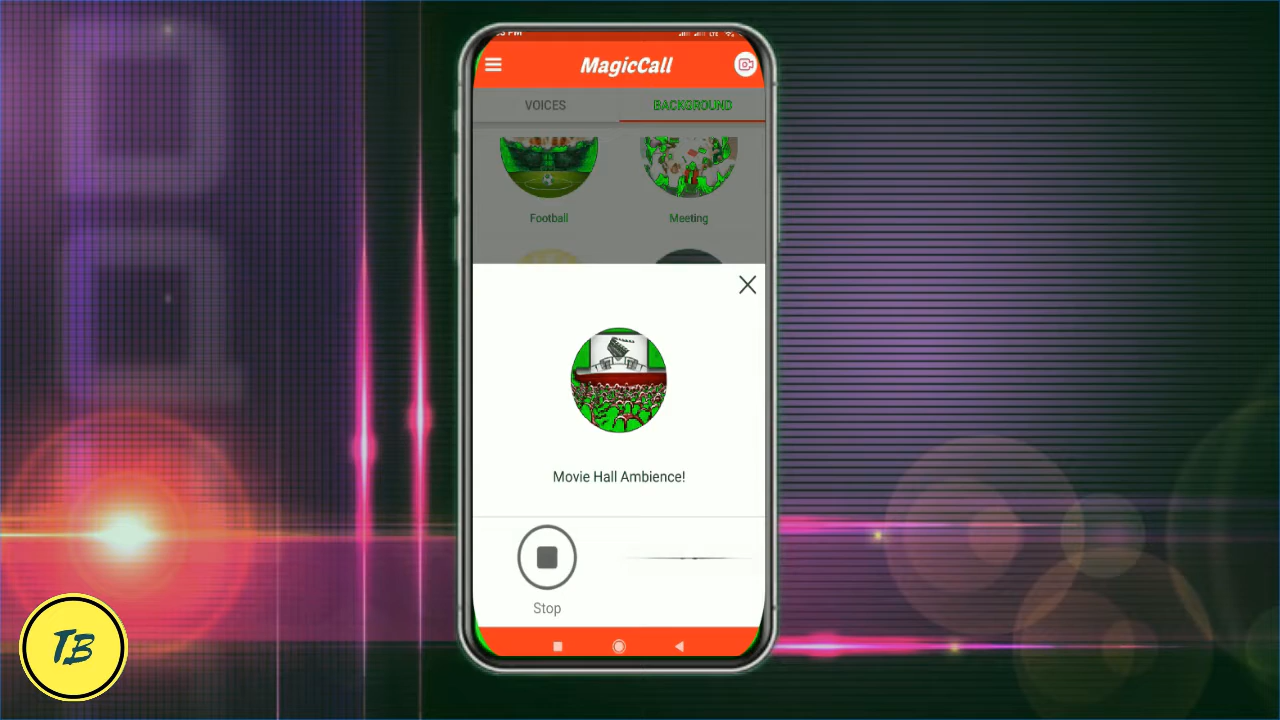 MagicCall
VOICES
BACKGROUND
Football
Meeting
Movie Hall Ambience!
Stop
TB